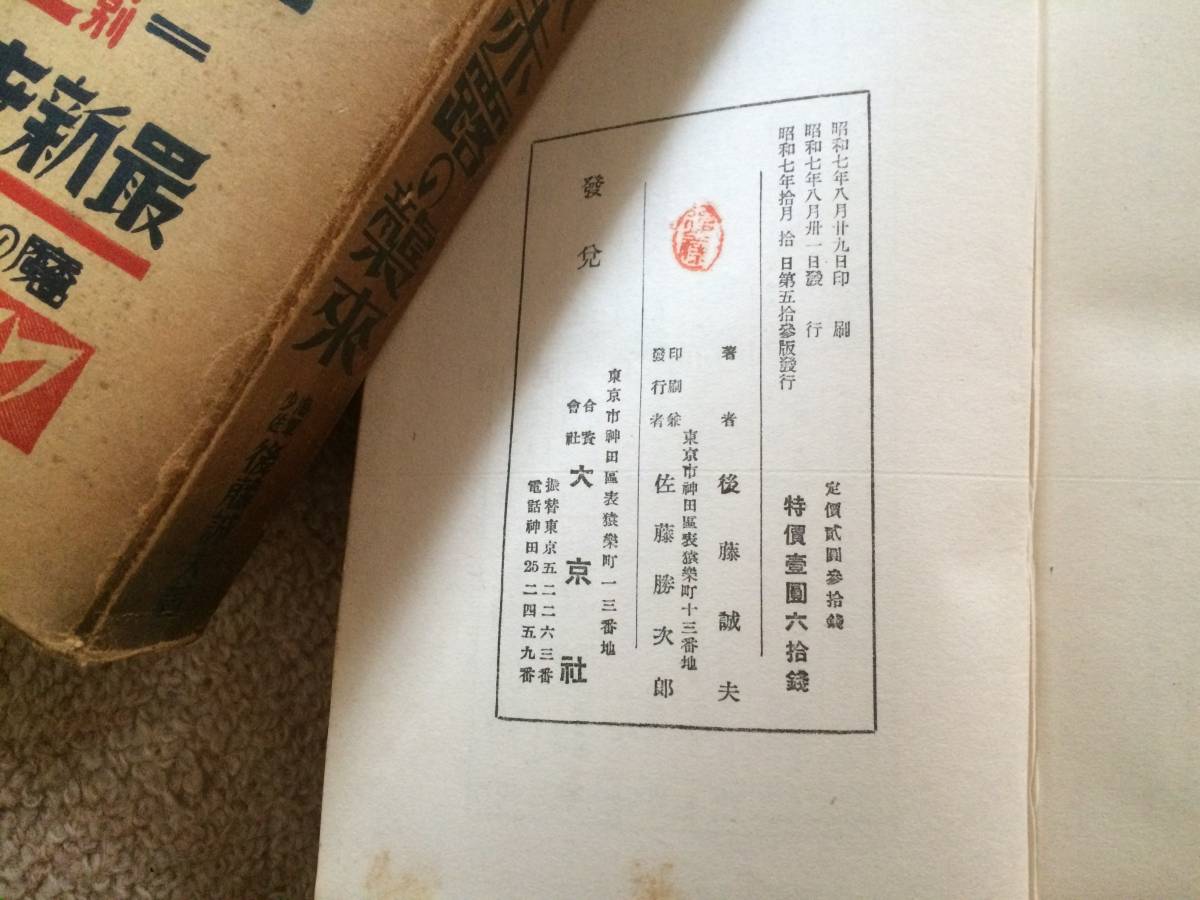 昭和七年八月廿九日印刷
昭和七年八月卅一日發行
昭和七年拾月拾日第五拾參版發行
定價貳圓參拾錢
特價壹圓六拾錢
著者 後藤誠夫
東京市神田區表猿樂町十三番地
印刷兼發行者 佐藤勝次郎
發兌
東京市神田區表猿樂町一三番地
合資會社 大京社
振替東京五二二六三番
電話神田25二四五九番
最新
の
の葉來
後藤